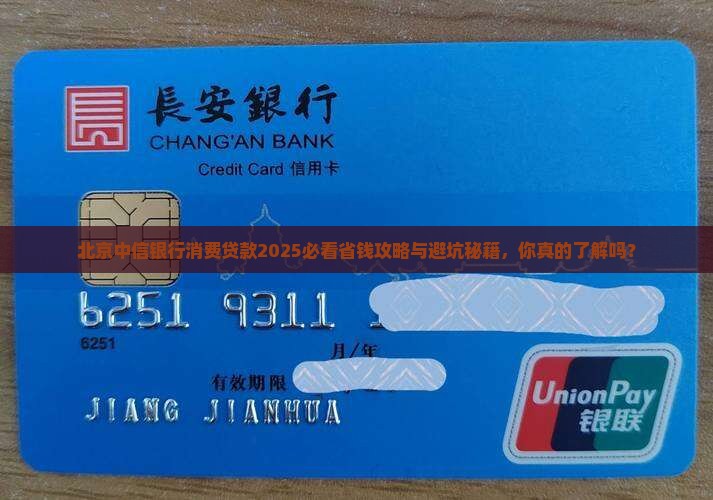 長安銀行
CHANG'AN BANK
Credit Card 信用卡
北京中信银行消费贷款2025必看省钱攻略与避坑秘籍，你真的了解吗?
6251 9311 1
6251
月/年
有效期限
JIANG JIANHUA
UnionPay
银联